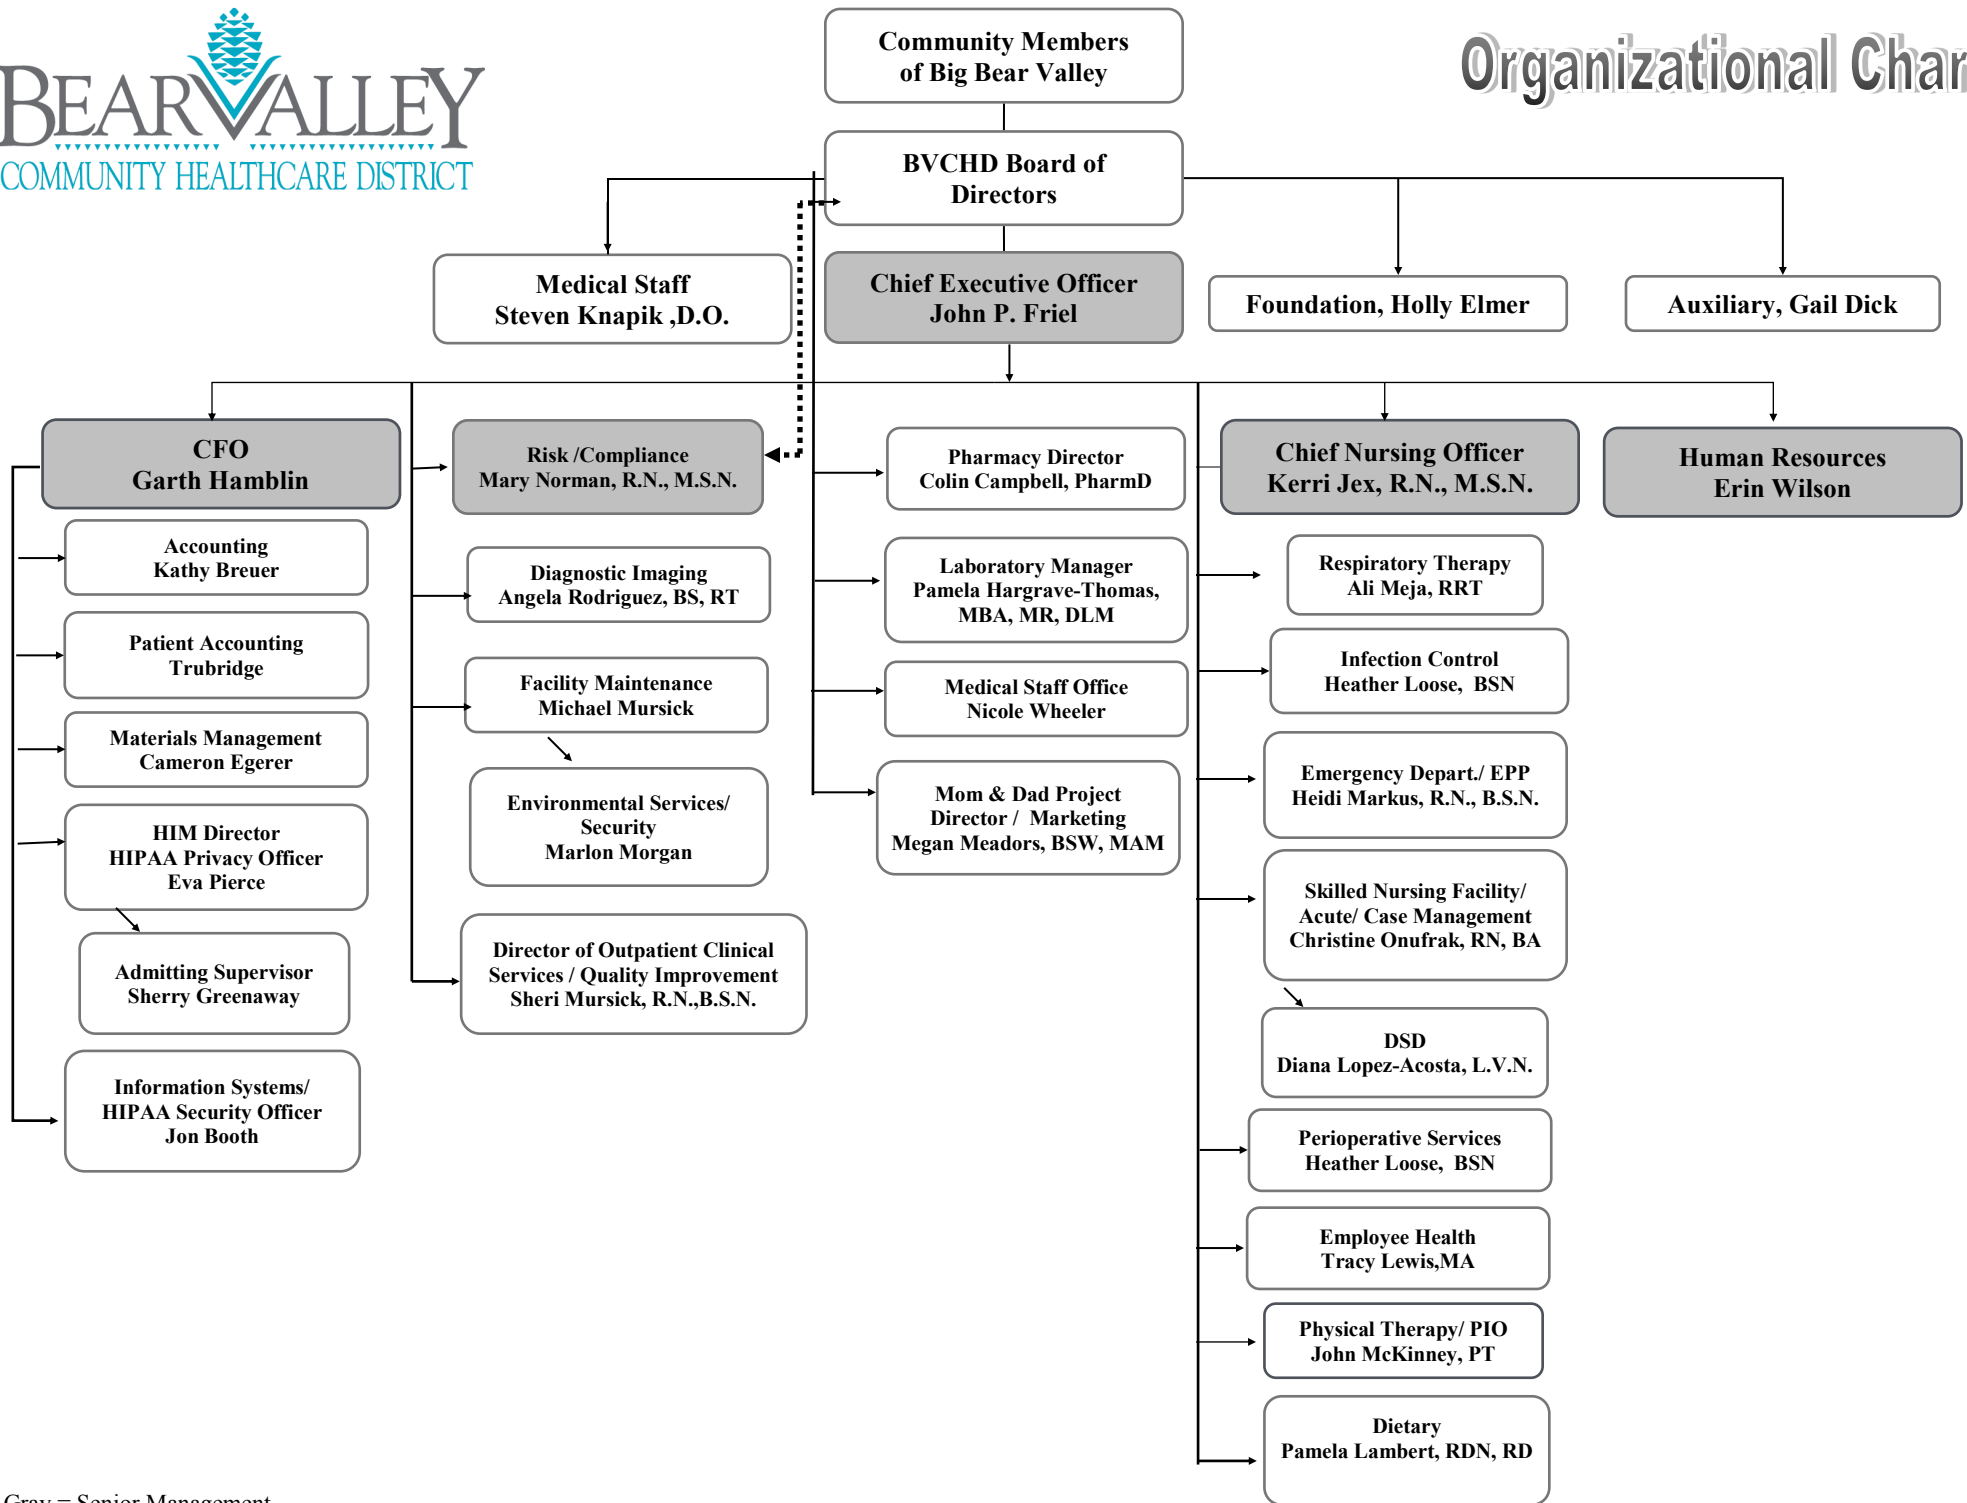 BEAR VALLEY
COMMUNITY HEALTHCARE DISTRICT
Organizational Char
Community Members
of Big Bear Valley
BVCHD Board of
Directors
Medical Staff
Steven Knapik ,D.O.
Chief Executive Officer
John P. Friel
Foundation, Holly Elmer
Auxiliary, Gail Dick
CFO
Garth Hamblin
Accounting
Kathy Breuer
Patient Accounting
Trubridge
Materials Management
Cameron Egerer
HIM Director
HIPAA Privacy Officer
Eva Pierce
Admitting Supervisor
Sherry Greenaway
Information Systems/
HIPAA Security Officer
Jon Booth
Risk /Compliance
Mary Norman, R.N., M.S.N.
Diagnostic Imaging
Angela Rodriguez, BS, RT
Facility Maintenance
Michael Mursick
Environmental Services/
Security
Marlon Morgan
Director of Outpatient Clinical
Services / Quality Improvement
Sheri Mursick, R.N.,B.S.N.
Pharmacy Director
Colin Campbell, PharmD
Laboratory Manager
Pamela Hargrave-Thomas,
MBA, MR, DLM
Medical Staff Office
Nicole Wheeler
Mom & Dad Project
Director / Marketing
Megan Meadors, BSW, MAM
Chief Nursing Officer
Kerri Jex, R.N., M.S.N.
Respiratory Therapy
Ali Meja, RRT
Infection Control
Heather Loose, BSN
Emergency Depart./ EPP
Heidi Markus, R.N., B.S.N.
Skilled Nursing Facility/
Acute/ Case Management
Christine Onufrak, RN, BA
DSD
Diana Lopez-Acosta, L.V.N.
Perioperative Services
Heather Loose, BSN
Employee Health
Tracy Lewis,MA
Physical Therapy/ PIO
John McKinney, PT
Dietary
Pamela Lambert, RDN, RD
Human Resources
Erin Wilson
Gray = Senior Management